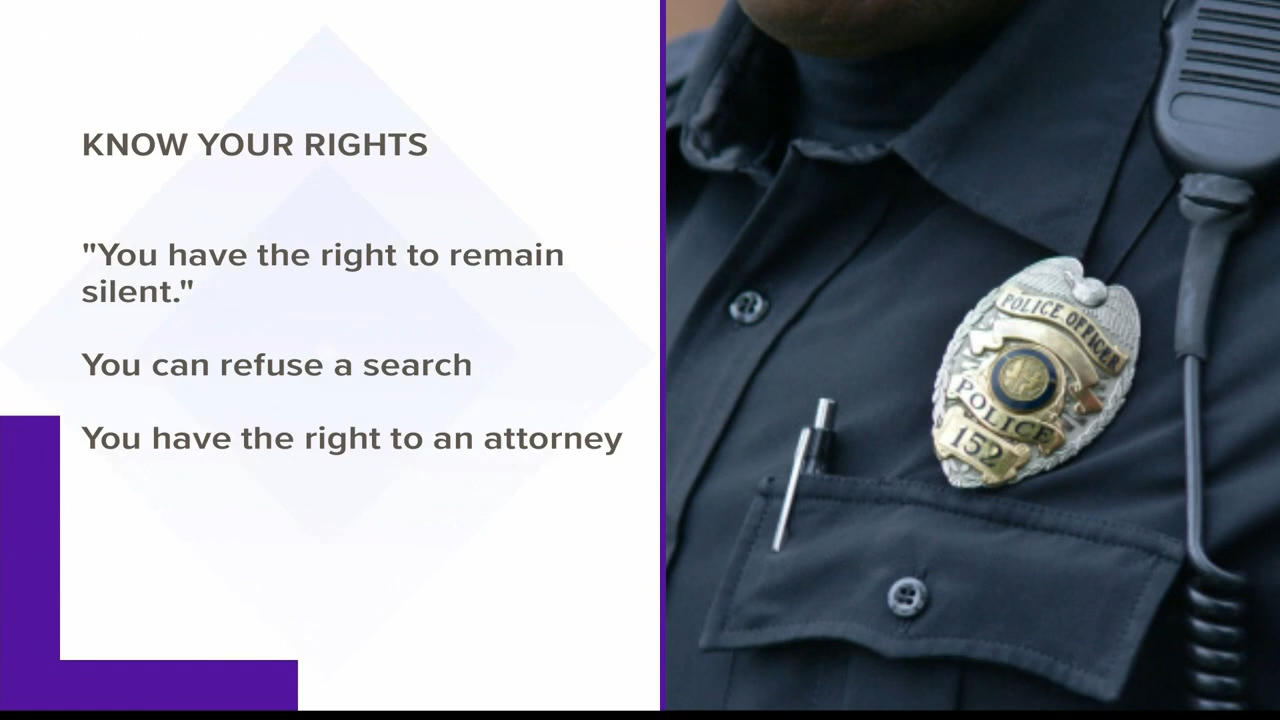 KNOW YOUR RIGHTS
"You have the right to remain
silent."
You can refuse a search
You have the right to an attorney
POLICE OFFICER
POLICE
152